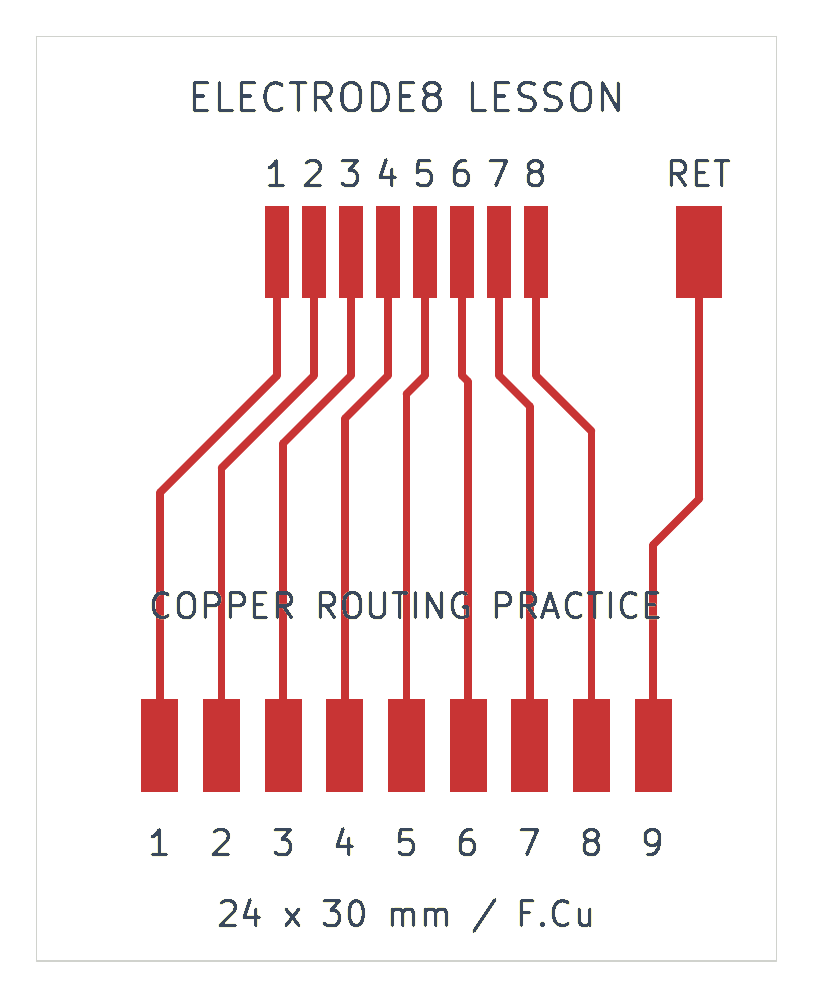 ELECTRODE8 LESSON
1 2 3 4 5 6 7 8 RET
COPPER ROUTING PRACTICE
1 2 3 4 5 6 7 8 9
24 x 30 mm / F.Cu